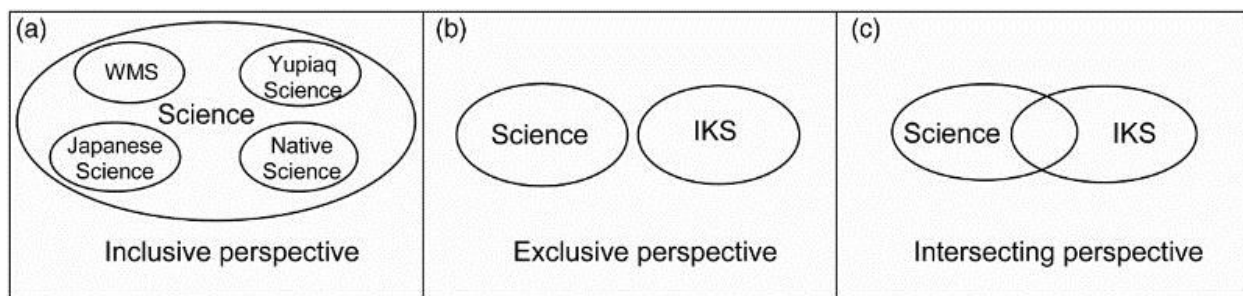 (a)
WMS
Yupiaq
Science
Science
Japanese
Science
Native
Science
Inclusive perspective
(b)
Science
IKS
Exclusive perspective
(c)
Science
IKS
Intersecting perspective